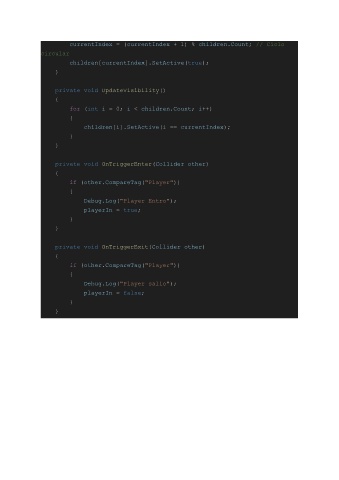 currentIndex = (currentIndex + 1) % children.Count; // Ciclo
circular
children[currentIndex].SetActive(true);
}
private void UpdateVisibility()
{
for (int i = 0; i < children.Count; i++)
{
children[i].SetActive(i == currentIndex);
}
}
private void OnTriggerEnter(Collider other)
{
if (other.CompareTag("Player"))
{
Debug.Log("Player Entro");
playerIn = true;
}
}
private void OnTriggerExit(Collider other)
{
if (other.CompareTag("Player"))
{
Debug.Log("Player Salio");
playerIn = false;
}
}